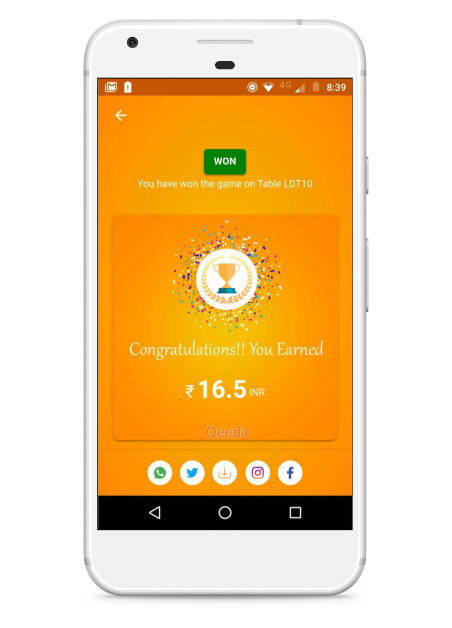 4G 8:39
WON
You have won the game on Table LDT10
Congratulations!! You Earned
₹ 16.5 INR
Qeeda